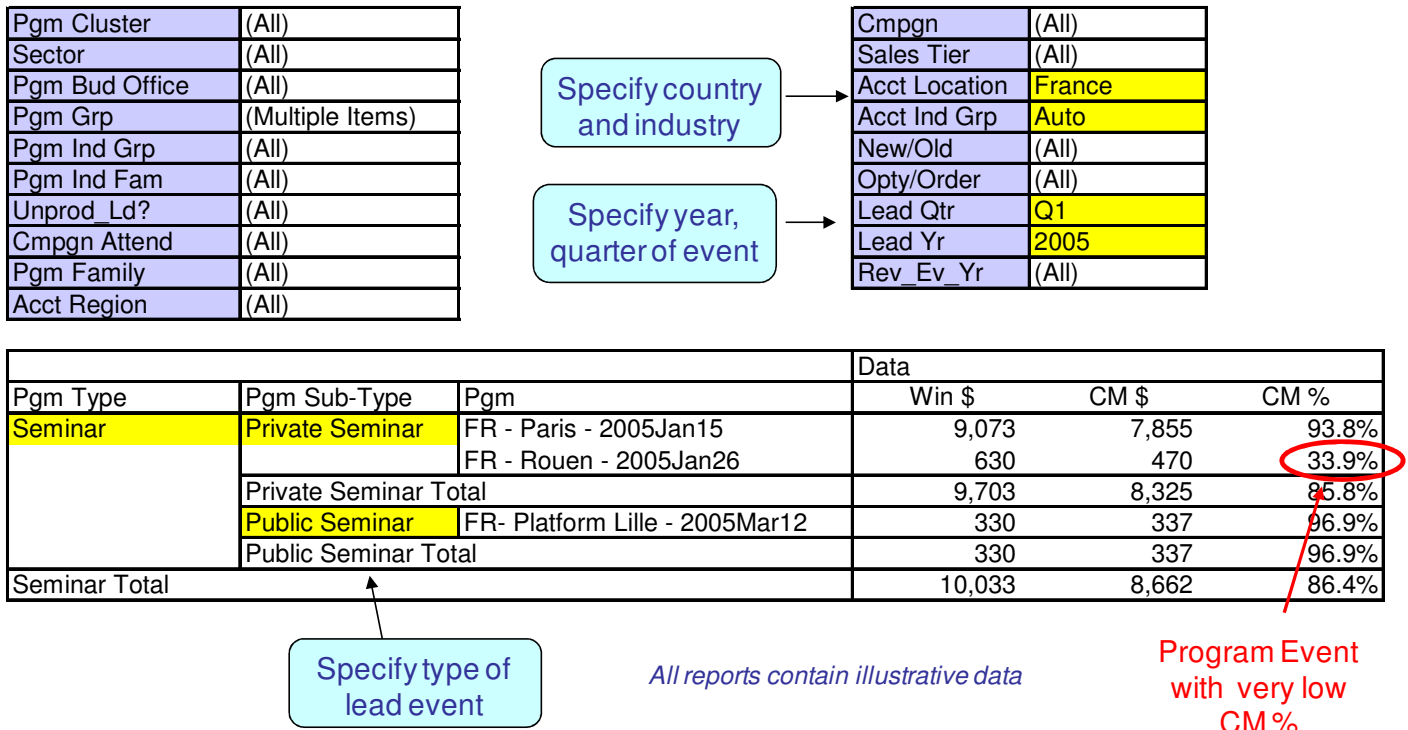 Pgm Cluster (All)
Sector (All)
Pgm Bud Office (All)
Pgm Grp (Multiple Items)
Pgm Ind Grp (All)
Pgm Ind Fam (All)
Unprod_Ld? (All)
Cmpgn Attend (All)
Pgm Family (All)
Acct Region (All)
Specify country
and industry
Specify year,
quarter of event
Cmpgn (All)
Sales Tier (All)
Acct Location France
Acct Ind Grp Auto
New/Old (All)
Opty/Order (All)
Lead Qtr Q1
Lead Yr 2005
Rev_Ev_Yr (All)
Data
Pgm Type Pgm Sub-Type Pgm Win $ CM $ CM %
Seminar Private Seminar FR - Paris - 2005Jan15 9,073 7,855 93.8%
FR - Rouen - 2005Jan26 630 470 33.9%
Private Seminar Total 9,703 8,325 85.8%
Public Seminar FR- Platform Lille - 2005Mar12 330 337 96.9%
Public Seminar Total 330 337 96.9%
Seminar Total 10,033 8,662 86.4%
Specify type of
lead event
All reports contain illustrative data
Program Event
with very low
CM %